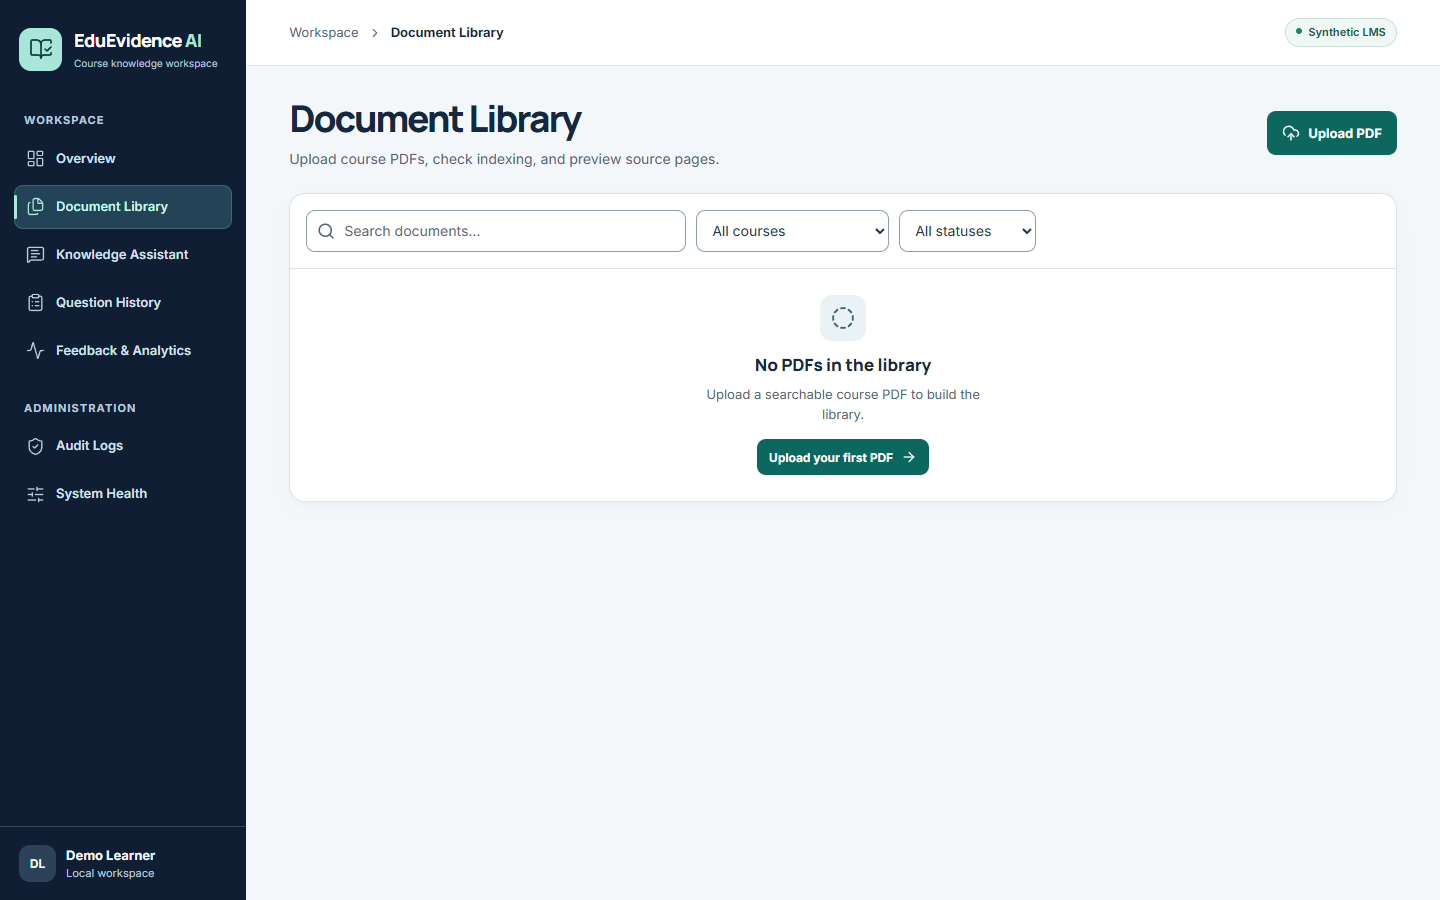 EduEvidence AI
Course knowledge workspace
WORKSPACE
Overview
Document Library
Knowledge Assistant
Question History
Feedback & Analytics
ADMINISTRATION
Audit Logs
System Health
DL
Demo Learner
Local workspace
Workspace > Document Library
Synthetic LMS
Document Library
Upload course PDFs, check indexing, and preview source pages.
Upload PDF
Search documents...
All courses
All statuses
No PDFs in the library
Upload a searchable course PDF to build the
library.
Upload your first PDF